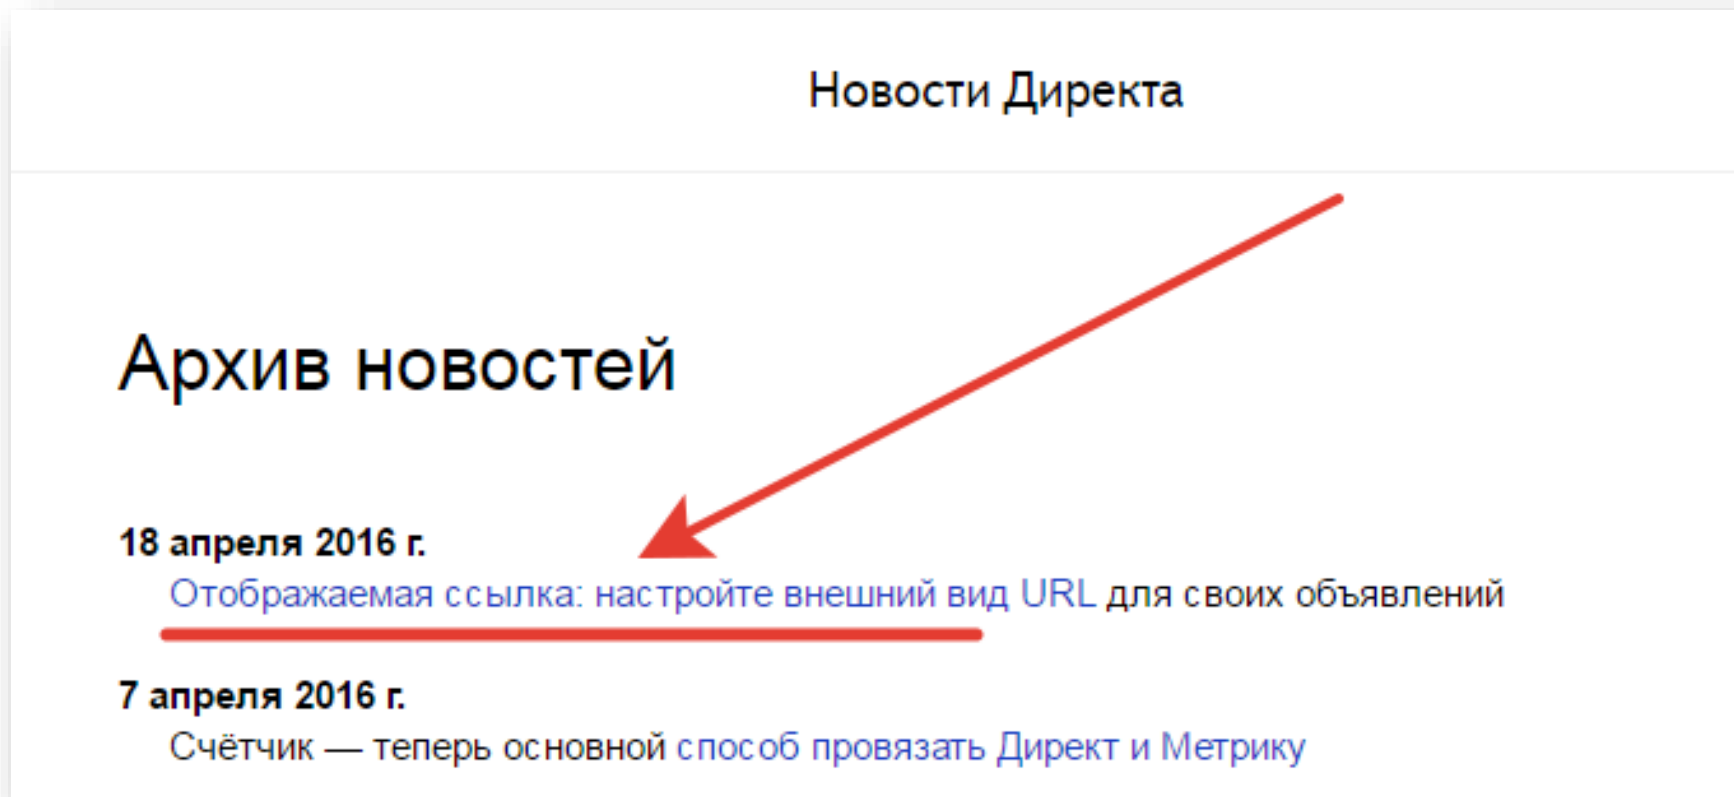 Новости Директа
Архив новостей
18 апреля 2016 г.
Отображаемая ссылка: настройте внешний вид URL для своих объявлений
7 апреля 2016 г.
Счётчик — теперь основной способ провязать Директ и Метрику